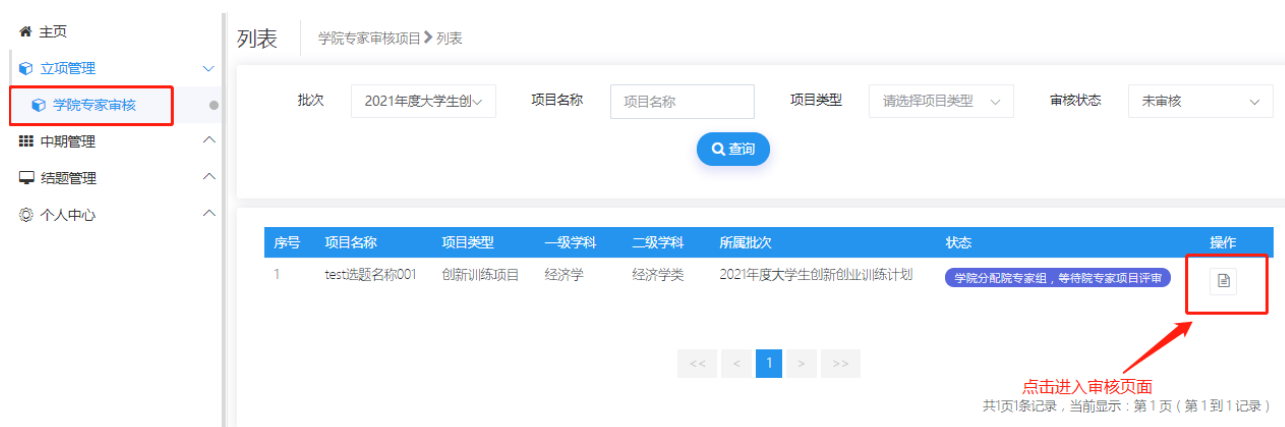 主页
立项管理
学院专家审核
中期管理
结题管理
个人中心
列表 学院专家审核项目 列表
批次 2021年度大学生创 项目名称 项目名称 项目类型 请选择项目类型 审核状态 未审核
查询
序号 项目名称 项目类型 一级学科 二级学科 所属批次 状态 操作
1 test选题名称001 创新训练项目 经济学 经济学类 2021年度大学生创新创业训练计划 学院分配院专家组，等待院专家项目评审
<< < 1 > >>
点击进入审核页面
共1页1条记录，当前显示：第 1 页（第 1 到 1 记录）